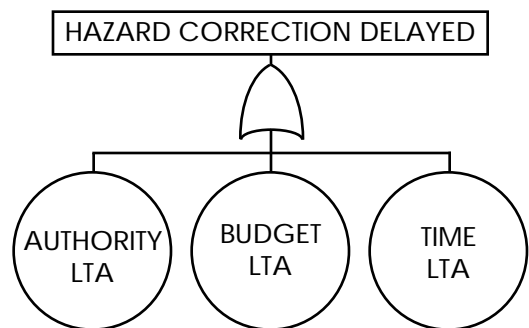 HAZARD CORRECTION DELAYED
AUTHORITY
LTA
BUDGET
LTA
TIME
LTA